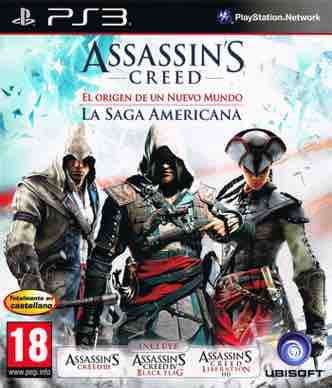 PS3
PlayStation®Network
ASSASSIN'S
CREED
EL ORIGEN DE UN NUEVO MUNDO
LA SAGA AMERICANA
Totalmente en
castellano
18
www.pegi.info
INCLUYE
ASSASSIN'S
CREED III
ASSASSIN'S
CREED IV
BLACK FLAG
ASSASSIN'S
CREED
LIBERATION
HD
UBISOFT